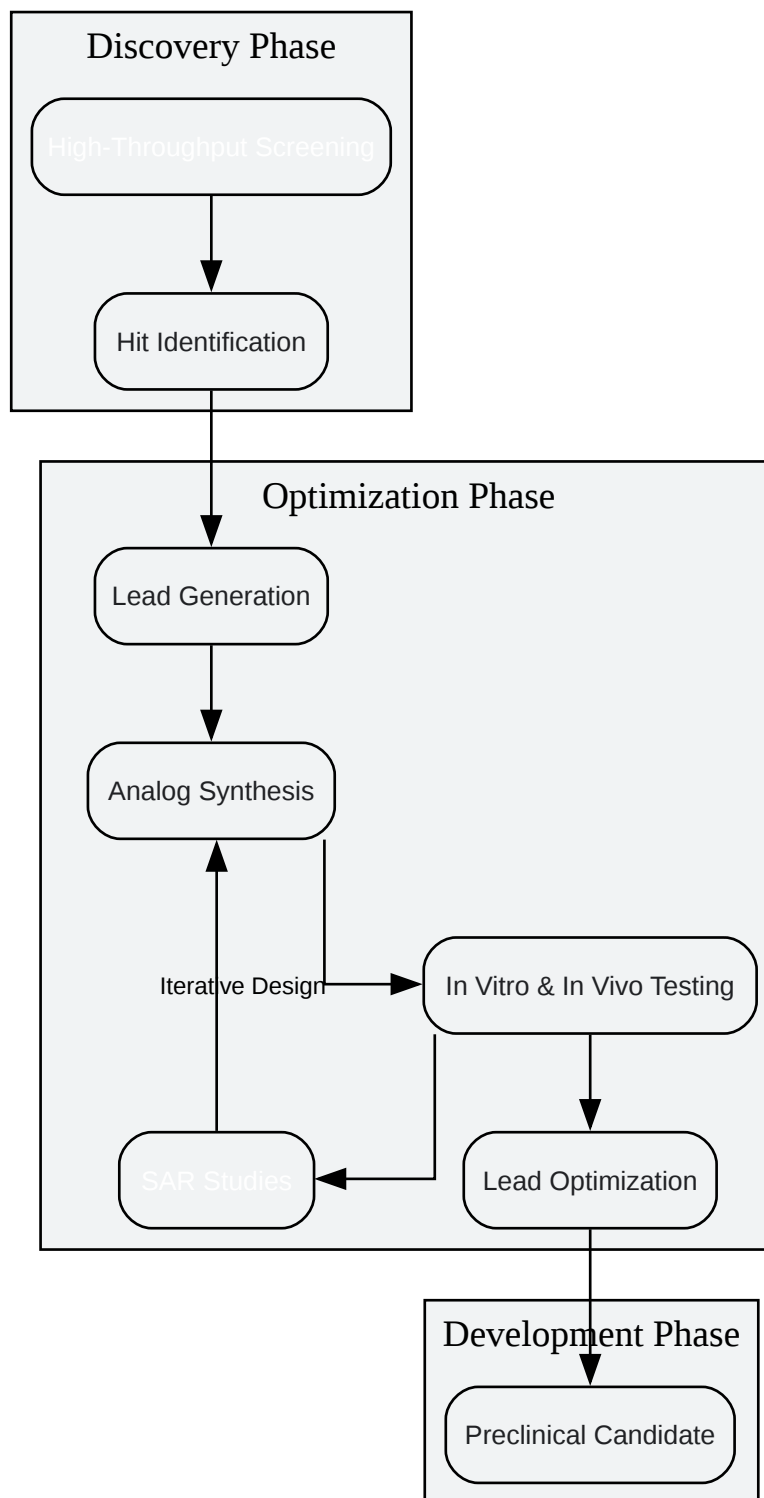 Discovery Phase
High-Throughput Screening
Hit Identification
Optimization Phase
Lead Generation
Analog Synthesis
Iterative Design
In Vitro & In Vivo Testing
SAR Studies
Lead Optimization
Development Phase
Preclinical Candidate